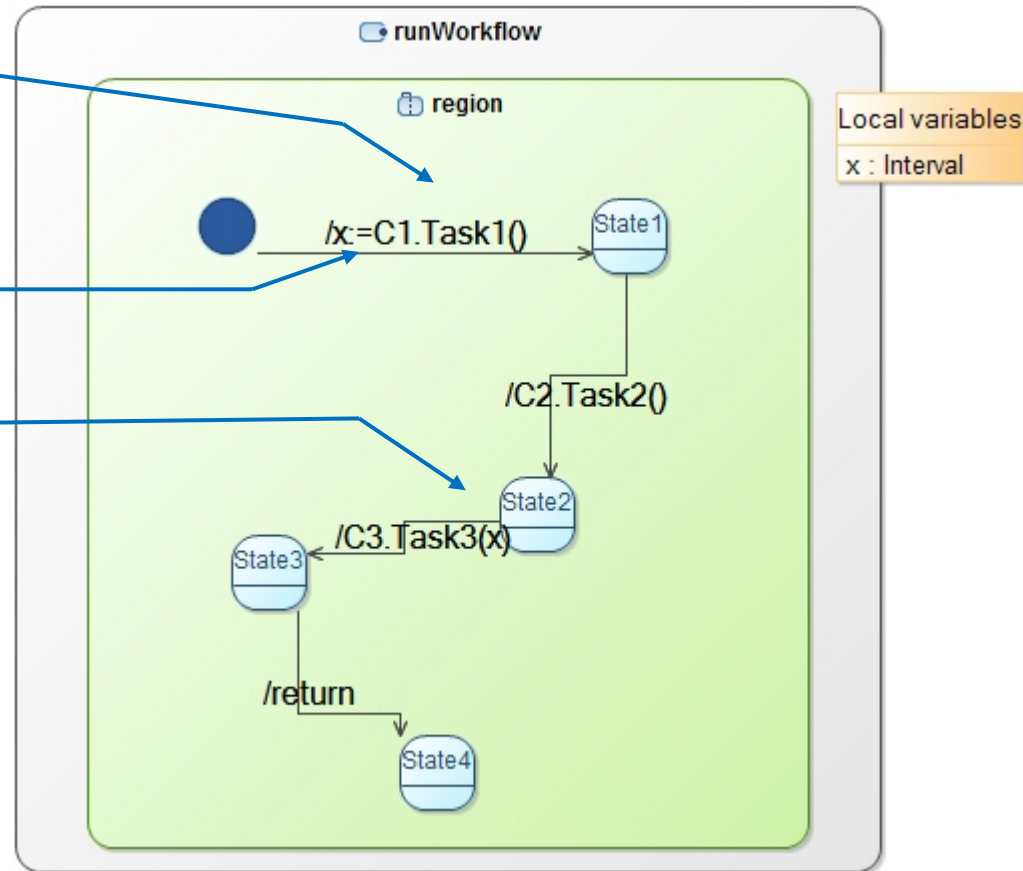 runWorkflow
region
Local variables
x : Interval
/x:=C1.Task1()
State1
/C2.Task2()
State2
/C3.Task3(x)
State3
/return
State4